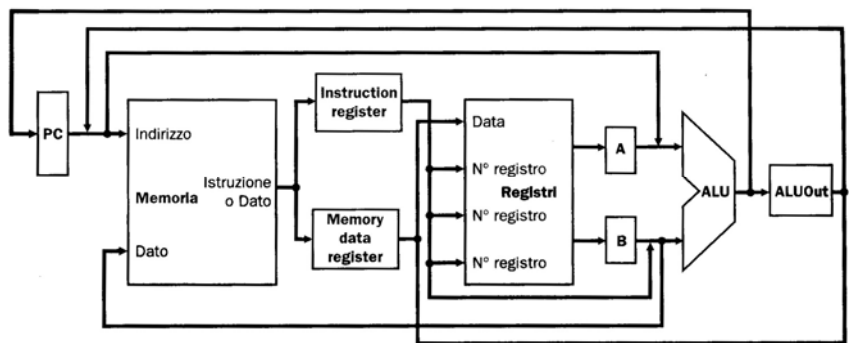 PC
Indirizzo
Memoria
Istruzione
o Dato
Dato
Instruction
register
Memory
data
register
Data
N° registro
Registri
N° registro
N° registro
A
B
ALU
ALUOut